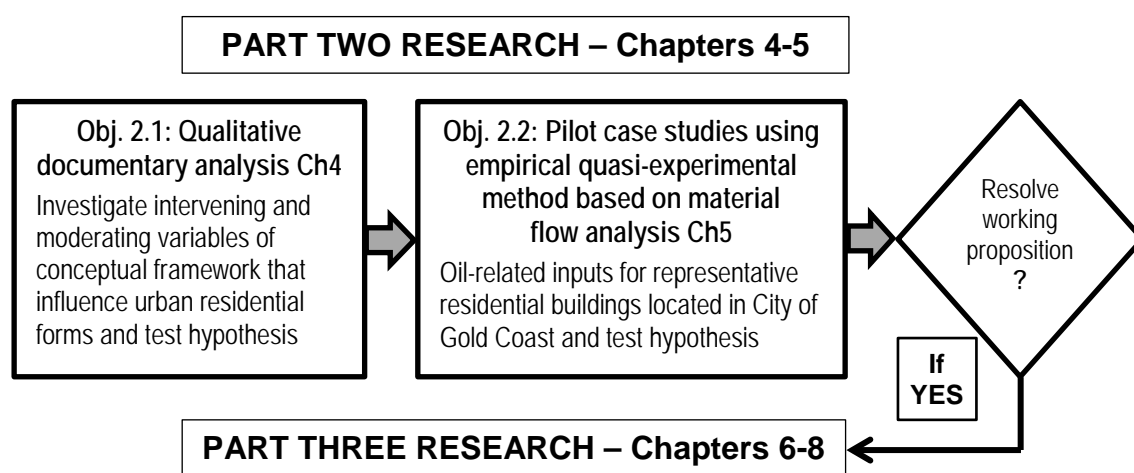 PART TWO RESEARCH – Chapters 4-5
Obj. 2.1: Qualitative
documentary analysis Ch4
Investigate intervening and
moderating variables of
conceptual framework that
influence urban residential
forms and test hypothesis
Obj. 2.2: Pilot case studies using
empirical quasi-experimental
method based on material
flow analysis Ch5
Oil-related inputs for representative
residential buildings located in City of
Gold Coast and test hypothesis
Resolve
working
proposition
?
If
YES
PART THREE RESEARCH – Chapters 6-8